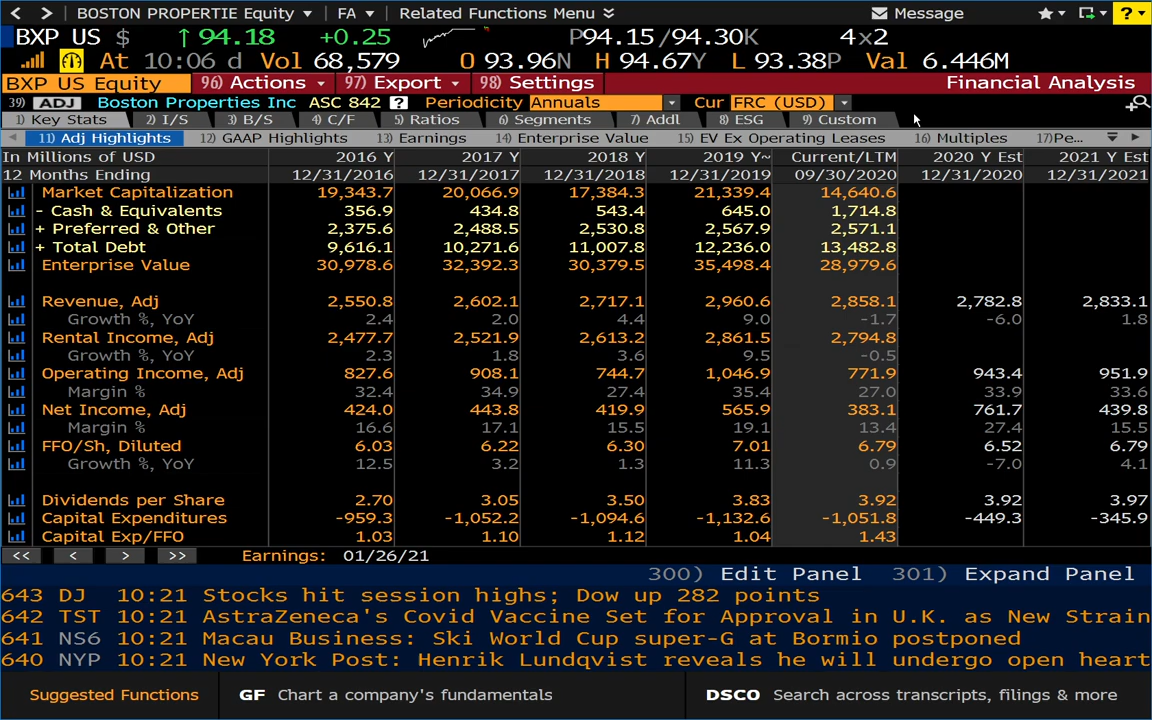 BOSTON PROPERTIE Equity FA Related Functions Menu Message ?
BXP US $ ↑ 94.18 +0.25 P94.15/94.30K 4x2
At 10:06 d Vol 68,579 O 93.96N H 94.67Y L 93.38P Val 6.446M
BXP US Equity 96) Actions 97) Export 98) Settings Financial Analysis
39) ADJ Boston Properties Inc ASC 842 ? Periodicity Annuals Cur FRC (USD)
1) Key Stats 2) I/S 3) B/S 4) C/F 5) Ratios 6) Segments 7) Addl 8) ESG 9) Custom
11) Adj Highlights 12) GAAP Highlights 13) Earnings 14) Enterprise Value 15) EV Ex Operating Leases 16) Multiples 17)Pe...
In Millions of USD 2016 Y 2017 Y 2018 Y 2019 Y~ Current/LTM 2020 Y Est 2021 Y Est
12 Months Ending 12/31/2016 12/31/2017 12/31/2018 12/31/2019 09/30/2020 12/31/2020 12/31/2021
Market Capitalization 19,343.7 20,066.9 17,384.3 21,339.4 14,640.6
- Cash & Equivalents 356.9 434.8 543.4 645.0 1,714.8
+ Preferred & Other 2,375.6 2,488.5 2,530.8 2,567.9 2,571.1
+ Total Debt 9,616.1 10,271.6 11,007.8 12,236.0 13,482.8
Enterprise Value 30,978.6 32,392.3 30,379.5 35,498.4 28,979.6
Revenue, Adj 2,550.8 2,602.1 2,717.1 2,960.6 2,858.1 2,782.8 2,833.1
Growth %, YoY 2.4 2.0 4.4 9.0 -1.7 -6.0 1.8
Rental Income, Adj 2,477.7 2,521.9 2,613.2 2,861.5 2,794.8
Growth %, YoY 2.3 1.8 3.6 9.5 -0.5
Operating Income, Adj 827.6 908.1 744.7 1,046.9 771.9 943.4 951.9
Margin % 32.4 34.9 27.4 35.4 27.0 33.9 33.6
Net Income, Adj 424.0 443.8 419.9 565.9 383.1 761.7 439.8
Margin % 16.6 17.1 15.5 19.1 13.4 27.4 15.5
FFO/Sh, Diluted 6.03 6.22 6.30 7.01 6.79 6.52 6.79
Growth %, YoY 12.5 3.2 1.3 11.3 0.9 -7.0 4.1
Dividends per Share 2.70 3.05 3.50 3.83 3.92 3.92 3.97
Capital Expenditures -959.3 -1,052.2 -1,094.6 -1,132.6 -1,051.8 -449.3 -345.9
Capital Exp/FFO 1.03 1.10 1.12 1.04 1.43
<< < > >> Earnings: 01/26/21
300) Edit Panel 301) Expand Panel
643 DJ 10:21 Stocks hit session highs; Dow up 282 points
642 TST 10:21 AstraZeneca's Covid Vaccine Set for Approval in U.K. as New Strain
641 NS6 10:21 Macau Business: Ski World Cup super-G at Bormio postponed
640 NYP 10:21 New York Post: Henrik Lundqvist reveals he will undergo open heart
Suggested Functions GF Chart a company's fundamentals DSCO Search across transcripts, filings & more